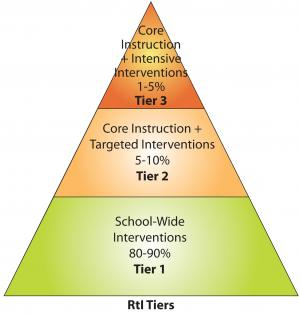 Core
Instruction
+ Intensive
Interventions
1-5%
Tier 3
Core Instruction +
Targeted Interventions
5-10%
Tier 2
School-Wide
Interventions
80-90%
Tier 1
RtI Tiers